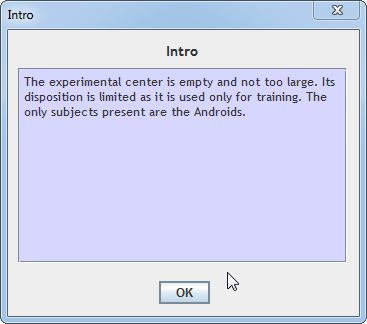 Intro
Intro
The experimental center is empty and not too large. Its
disposition is limited as it is used only for training. The
only subjects present are the Androids.
OK